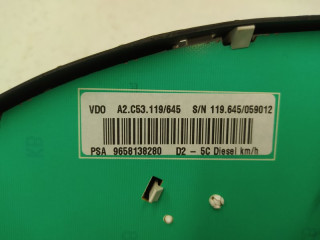 VDO A2.C53.119/645 S/N 119.645/059012
PSA 9658138280 D2 - 5C Diesel km/h